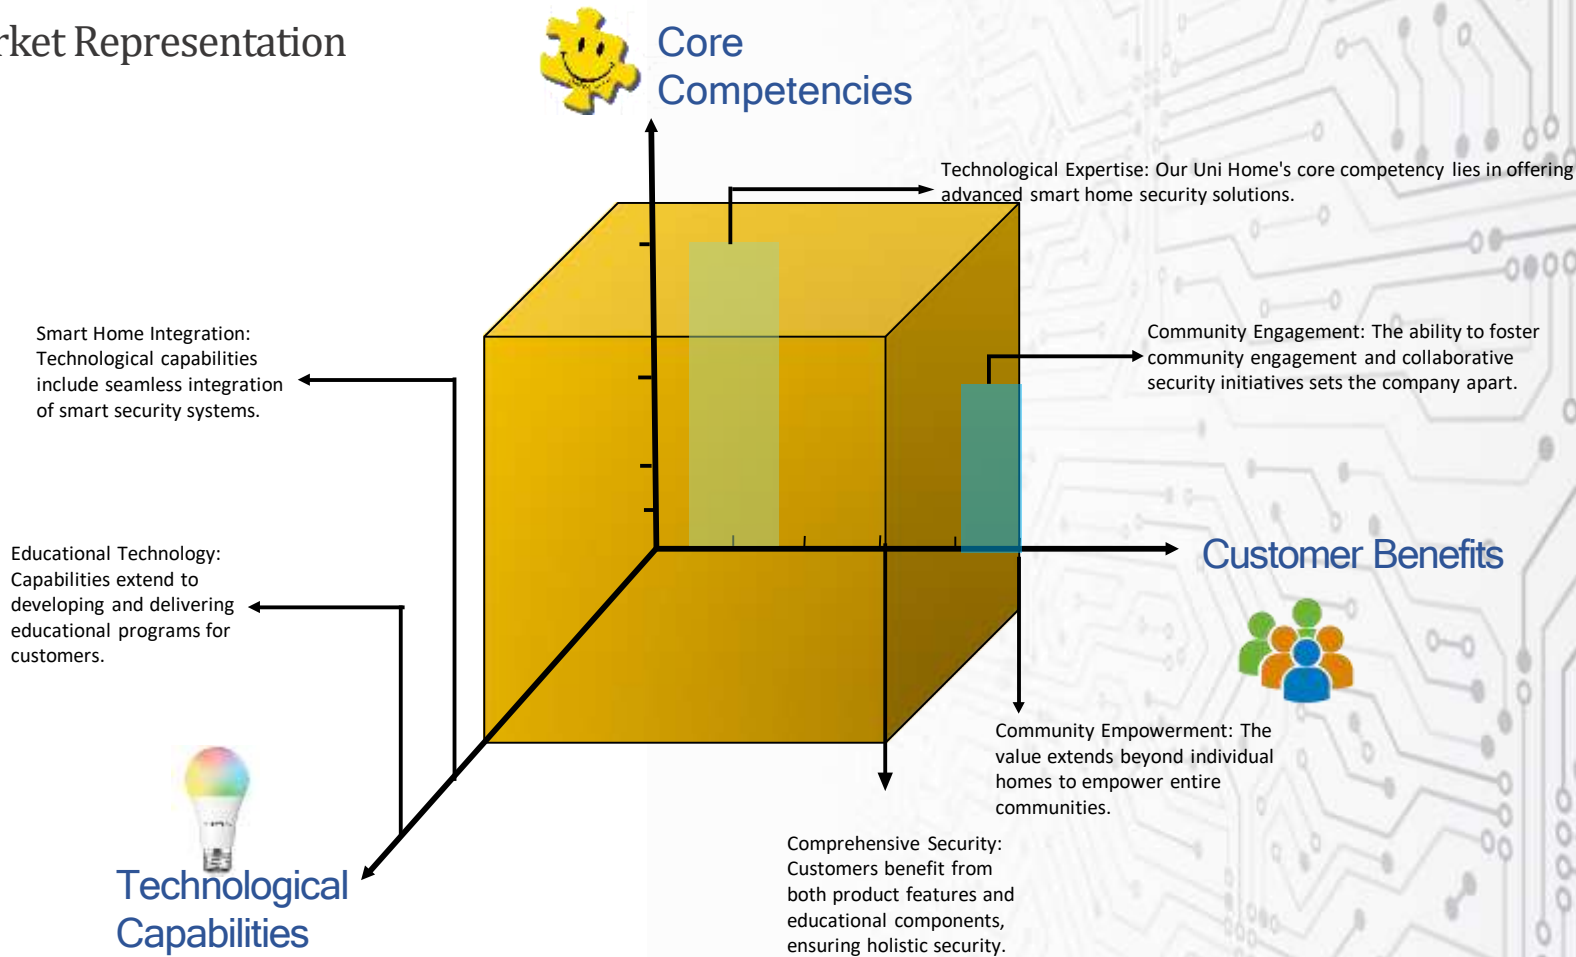 rket Representation
Core
Competencies
Technological Expertise: Our Uni Home's core competency lies in offering
advanced smart home security solutions.
Smart Home Integration:
Technological capabilities
include seamless integration
of smart security systems.
Community Engagement: The ability to foster
community engagement and collaborative
security initiatives sets the company apart.
Educational Technology:
Capabilities extend to
developing and delivering
educational programs for
customers.
Customer Benefits
Community Empowerment: The
value extends beyond individual
homes to empower entire
communities.
Comprehensive Security:
Customers benefit from
both product features and
educational components,
ensuring holistic security.
Technological
Capabilities